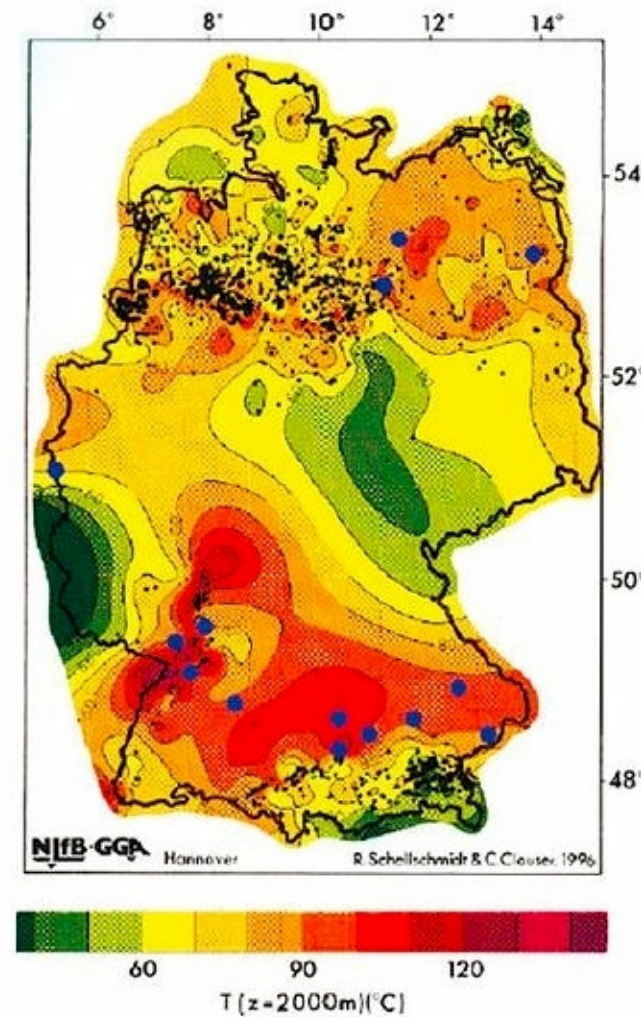 6° 8° 10° 12° 14°
54°
52°
50°
48°
NLfB-GGA Hannover R. Schellschmidt & C. Clauser, 1996
60 90 120
T (z=2000m)(°C)